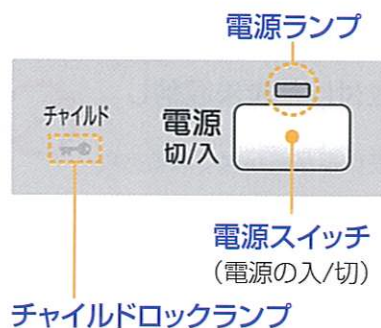 電源ランプ
チャイルド
電源
切/入
電源スイッチ
（電源の入/切）
チャイルドロックランプ